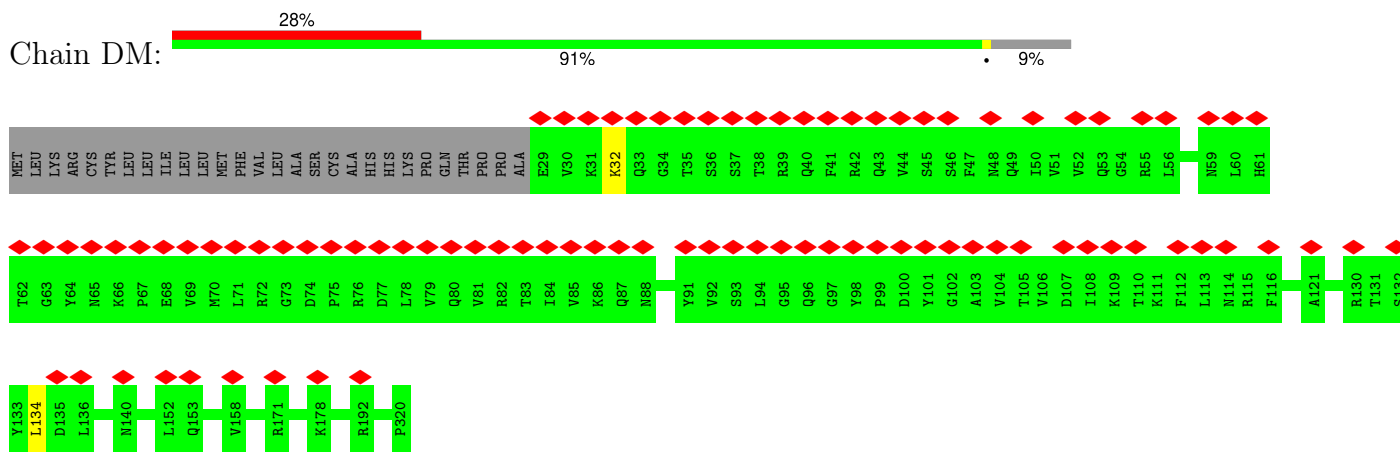 28%
Chain DM:
91% • 9%
MET LEU LYS ARG CYS TYR LEU LEU ILE LEU LEU MET PHE VAL LEU ALA SER CYS ALA HIS HIS LYS PRO GLN THR PRO PRO ALA E29 V30 K31 K32 Q33 G34 T35 S36 S37 T38 R39 Q40 F41 R42 Q43 V44 S45 S46 F47 N48 Q49 I50 V51 V52 Q53 G54 R55 L56 N59 L60 H61
T62 G63 Y64 N65 K66 P67 E68 V69 M70 L71 R72 G73 D74 P75 R76 D77 L78 V79 Q80 V81 R82 T83 I84 V85 K86 Q87 N88 Y91 V92 S93 L94 G95 Q96 G97 Y98 P99 D100 Y101 G102 A103 V104 T105 V106 D107 I108 K109 T110 K111 F112 L113 N114 R115 F116 A121 R130 T131 S132
Y133 L134 D135 L136 N140 L152 Q153 V158 R171 K178 R192 P320